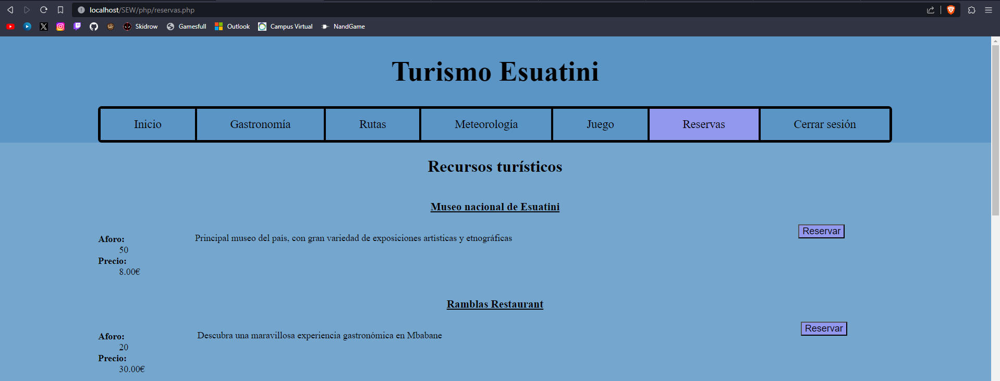 localhost/SEW/php/reservas.php
Skidrow Gamesfull Outlook Campus Virtual NandGame
Turismo Esuatini
Inicio Gastronomía Rutas Meteorología Juego Reservas Cerrar sesión
Recursos turísticos
Museo nacional de Esuatini
Aforo:
50
Precio:
8.00€
Principal museo del país, con gran variedad de exposiciones artísticas y etnográficas
Reservar
Ramblas Restaurant
Aforo:
20
Precio:
30.00€
Descubra una maravillosa experiencia gastronómica en Mbabane
Reservar